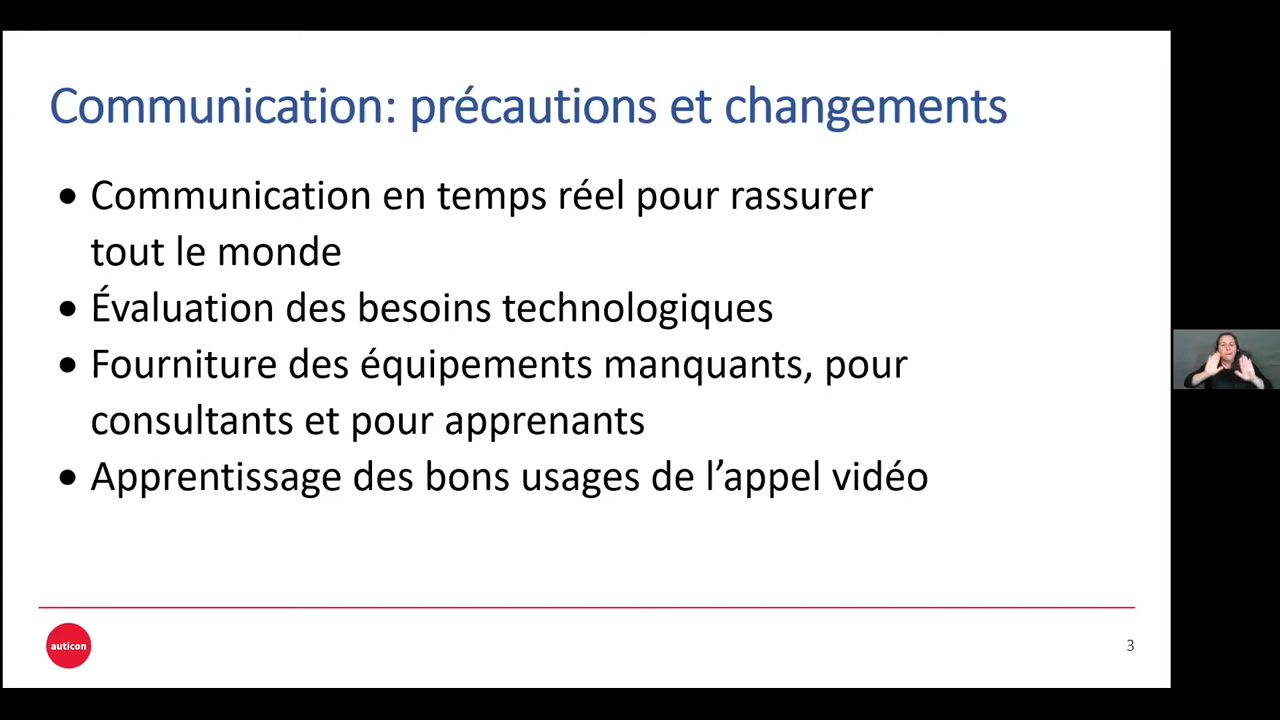 Communication: précautions et changements
• Communication en temps réel pour rassurer
tout le monde
• Évaluation des besoins technologiques
• Fourniture des équipements manquants, pour
consultants et pour apprenants
• Apprentissage des bons usages de l’appel vidéo
auticon
3